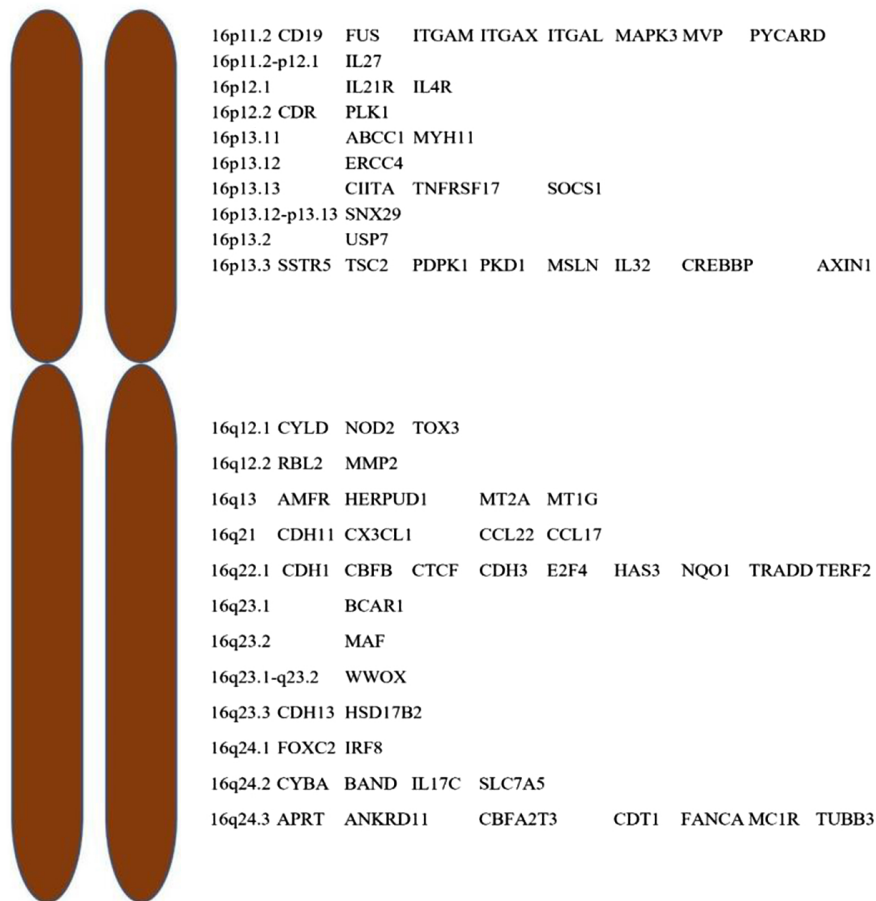 16p11.2 CD19 FUS ITGAM ITGAX ITGAL MAPK3 MVP PYCARD
16p11.2-p12.1 IL27
16p12.1 IL21R IL4R
16p12.2 CDR PLK1
16p13.11 ABCC1 MYH11
16p13.12 ERCC4
16p13.13 CIITA TNFRSF17 SOCS1
16p13.12-p13.13 SNX29
16p13.2 USP7
16p13.3 SSTR5 TSC2 PDPK1 PKD1 MSLN IL32 CREBBP AXIN1
16q12.1 CYLD NOD2 TOX3
16q12.2 RBL2 MMP2
16q13 AMFR HERPUD1 MT2A MT1G
16q21 CDH11 CX3CL1 CCL22 CCL17
16q22.1 CDH1 CBFB CTCF CDH3 E2F4 HAS3 NQO1 TRADD TERF2
16q23.1 BCAR1
16q23.2 MAF
16q23.1-q23.2 WWOX
16q23.3 CDH13 HSD17B2
16q24.1 FOXC2 IRF8
16q24.2 CYBA BAND IL17C SLC7A5
16q24.3 APRT ANKRD11 CBFA2T3 CDT1 FANCA MC1R TUBB3